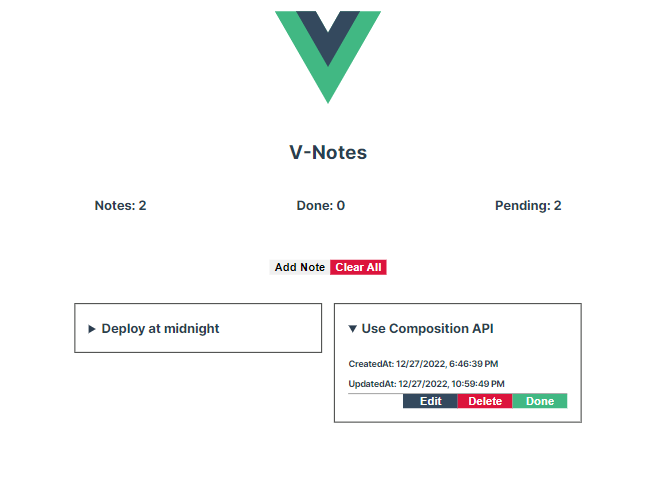 V-Notes
Notes: 2 Done: 0 Pending: 2
Add Note Clear All
Deploy at midnight
Use Composition API
CreatedAt: 12/27/2022, 6:46:39 PM
UpdatedAt: 12/27/2022, 10:59:49 PM
Edit Delete Done